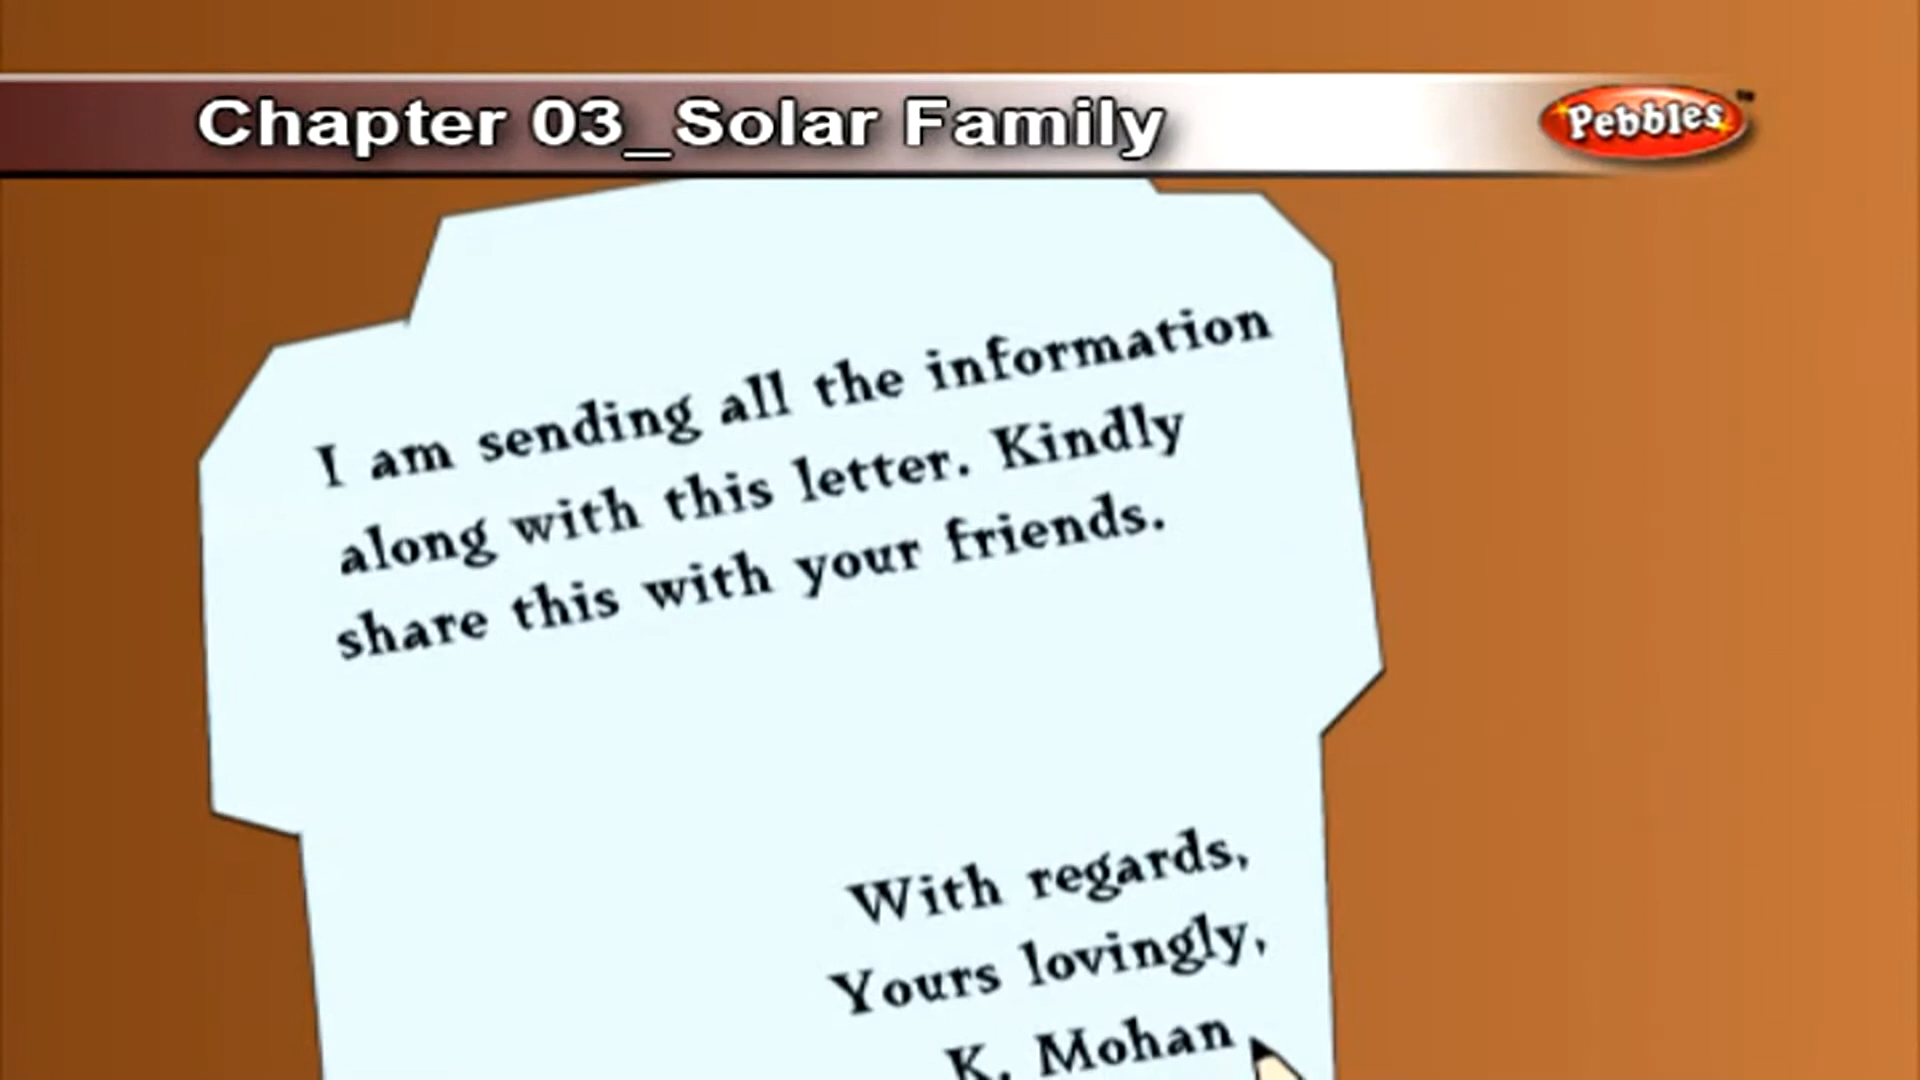 Chapter 03_Solar Family
Pebbles™
I am sending all the information
along with this letter. Kindly
share this with your friends.
With regards,
Yours lovingly,
K. Mohan